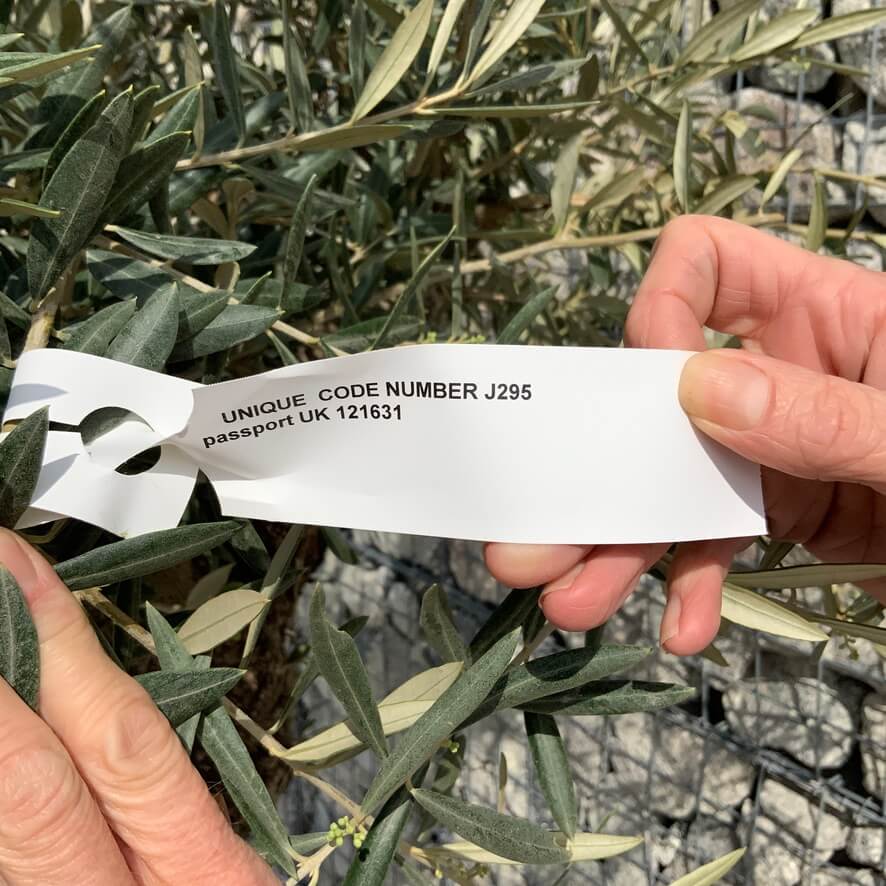 UNIQUE CODE NUMBER J295
passport UK 121631